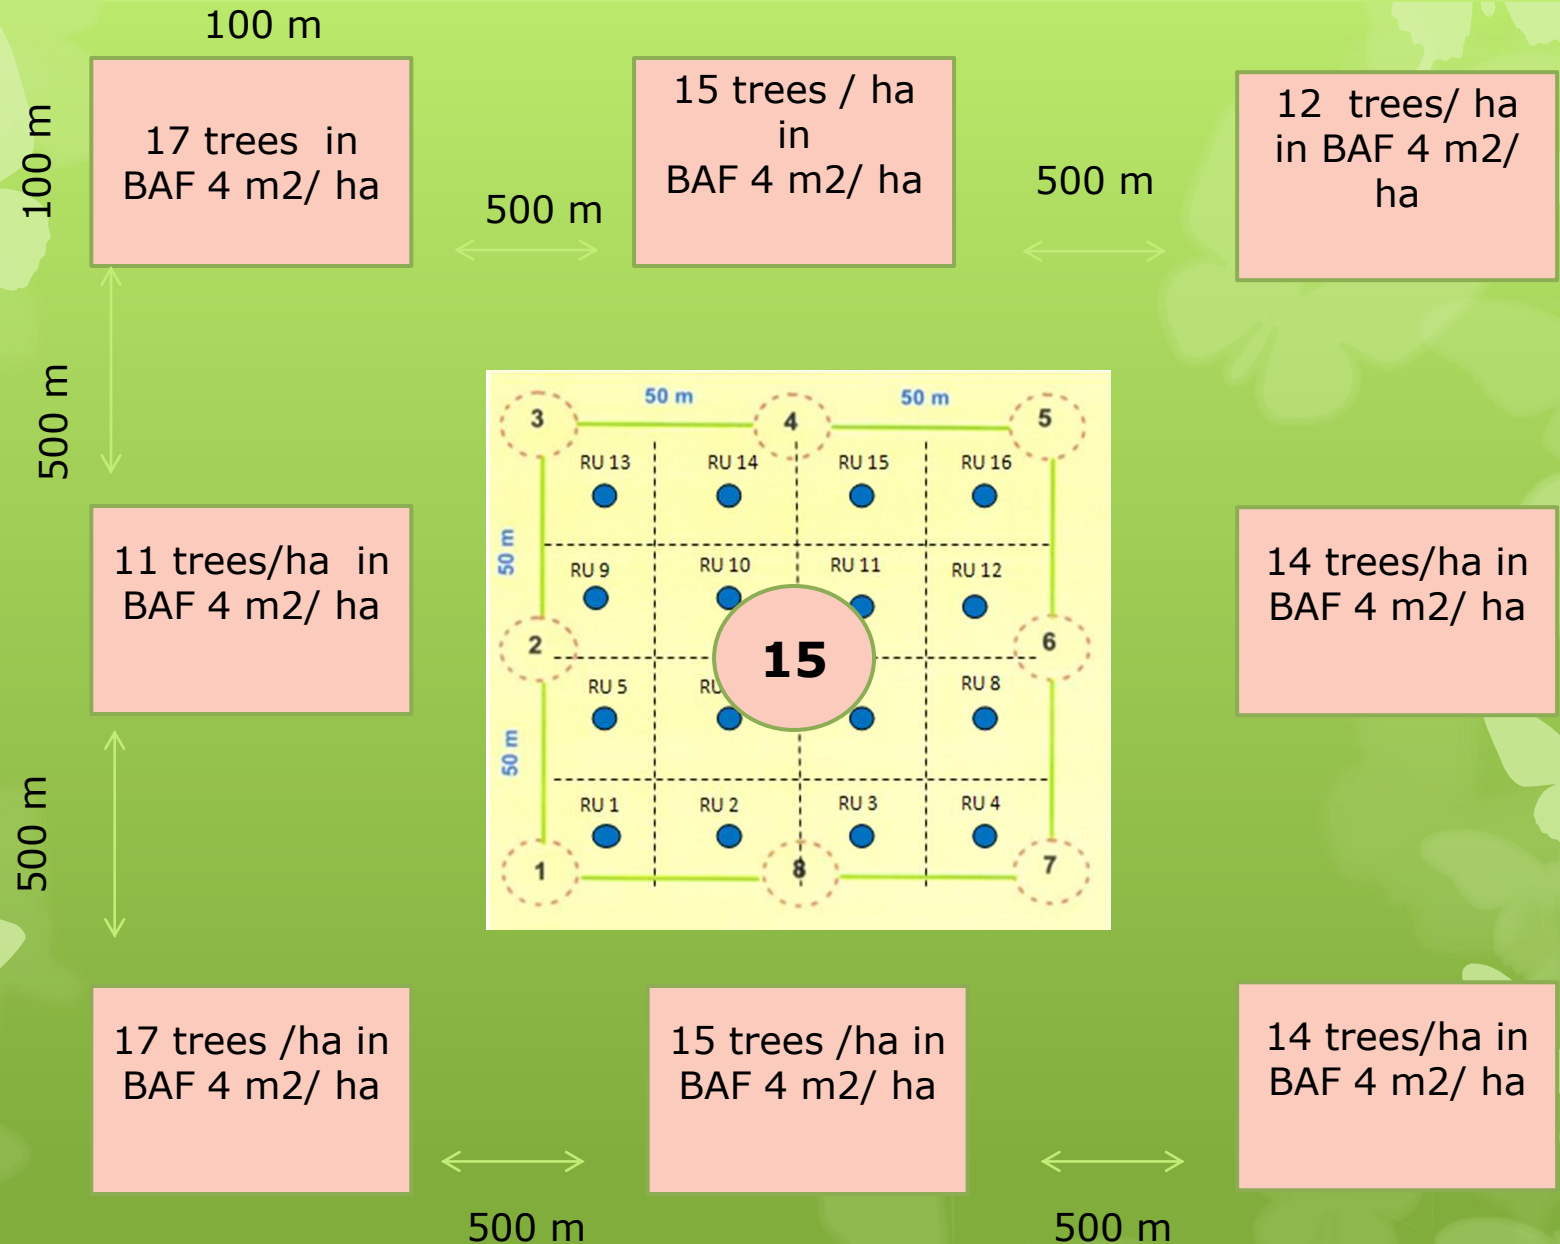 100 m
100 m
17 trees in
BAF 4 m2/ ha
15 trees / ha
in
BAF 4 m2/ ha
12 trees/ ha
in BAF 4 m2/
ha
500 m
500 m
500 m
50 m
50 m
3
4
5
RU 13
RU 14
RU 15
RU 16
50 m
RU 9
RU 10
RU 11
RU 12
11 trees/ha in
BAF 4 m2/ ha
14 trees/ha in
BAF 4 m2/ ha
2
15
6
RU 5
RU
RU 8
50 m
RU 1
RU 2
RU 3
RU 4
1
8
7
500 m
17 trees /ha in
BAF 4 m2/ ha
15 trees /ha in
BAF 4 m2/ ha
14 trees/ha in
BAF 4 m2/ ha
500 m
500 m